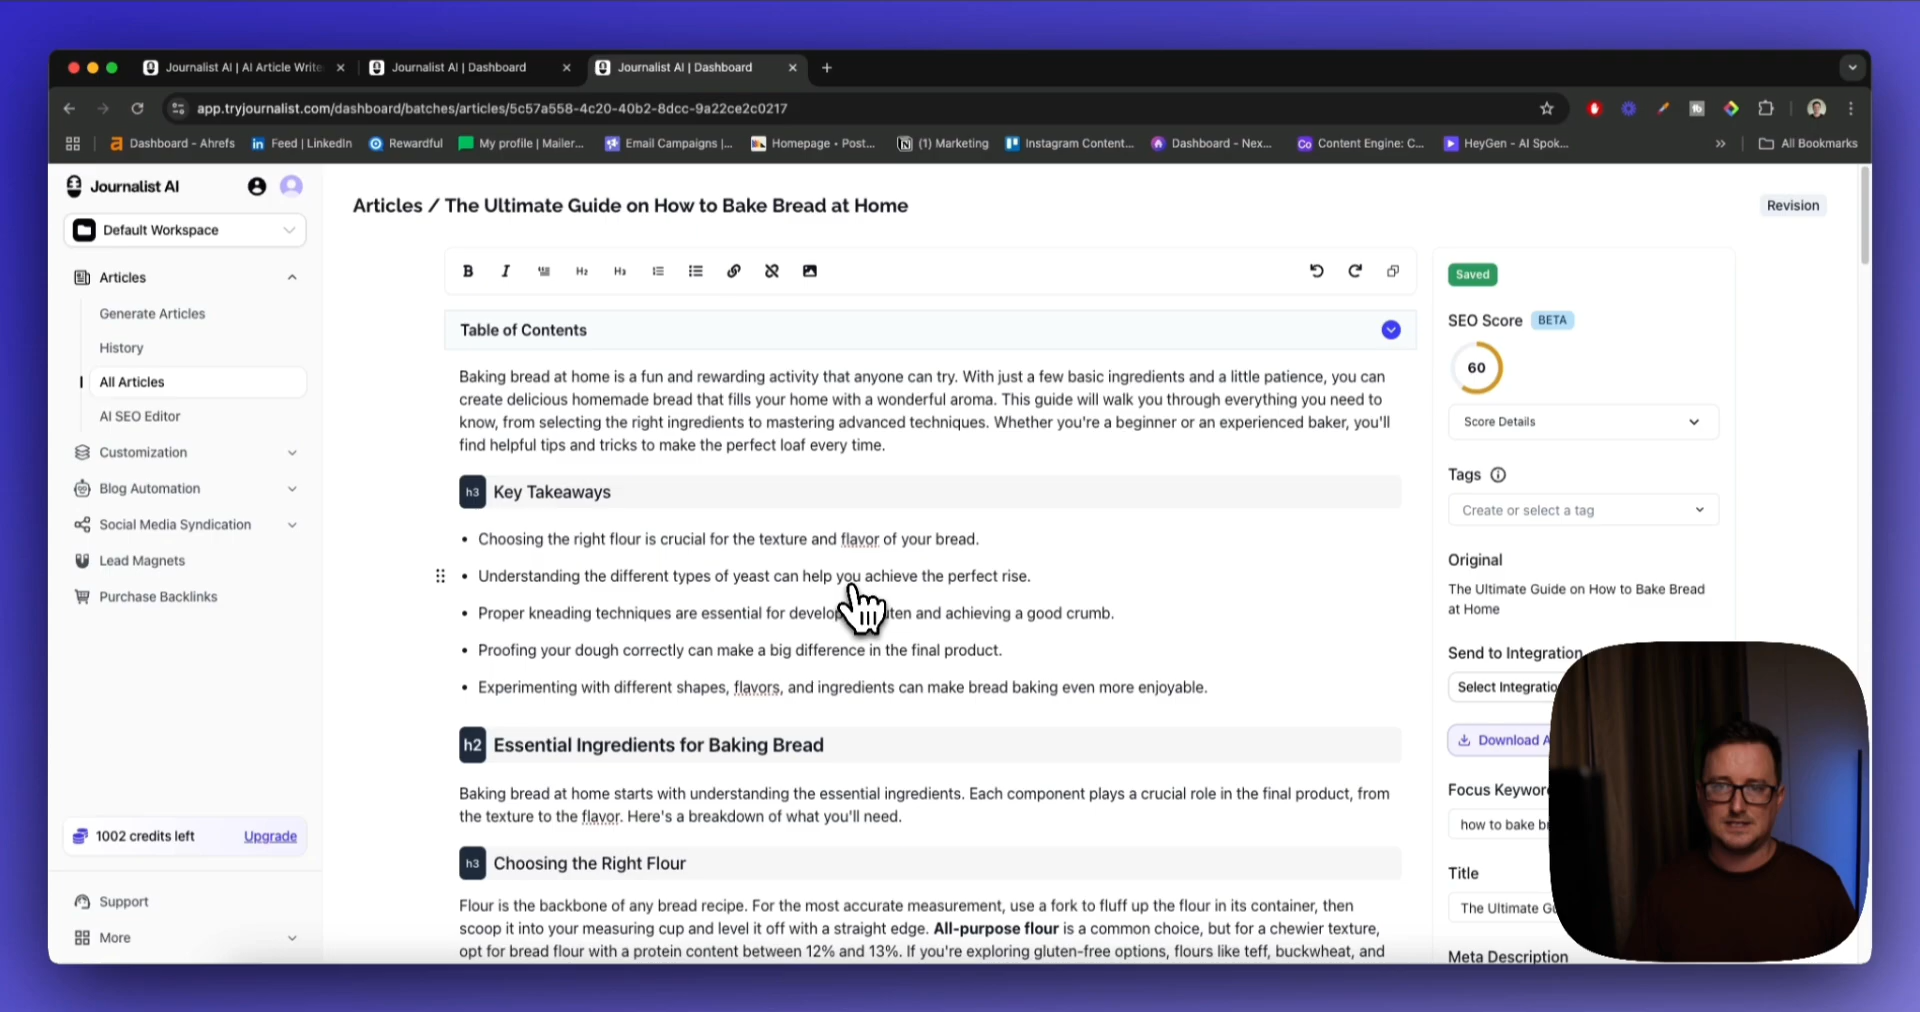 Journalist AI | AI Article Write
Journalist AI | Dashboard
Journalist AI | Dashboard
app.tryjournalist.com/dashboard/batches/articles/5c57a558-4c20-40b2-8dcc-9a22ce2c0217
Dashboard - Ahrefs
Feed | LinkedIn
Rewardful
My profile | Mailer...
Email Campaigns |...
Homepage • Post...
(1) Marketing
Instagram Content...
Dashboard - Nex...
Content Engine: C...
HeyGen - AI Spok...
All Bookmarks
Journalist AI
Default Workspace
Articles
Generate Articles
History
All Articles
AI SEO Editor
Customization
Blog Automation
Social Media Syndication
Lead Magnets
Purchase Backlinks
1002 credits left
Upgrade
Support
More
Articles / The Ultimate Guide on How to Bake Bread at Home
Revision
B I H2 H3
Table of Contents
Baking bread at home is a fun and rewarding activity that anyone can try. With just a few basic ingredients and a little patience, you can
create delicious homemade bread that fills your home with a wonderful aroma. This guide will walk you through everything you need to
know, from selecting the right ingredients to mastering advanced techniques. Whether you're a beginner or an experienced baker, you'll
find helpful tips and tricks to make the perfect loaf every time.
h3 Key Takeaways
• Choosing the right flour is crucial for the texture and flavor of your bread.
• Understanding the different types of yeast can help you achieve the perfect rise.
• Proper kneading techniques are essential for develop ten and achieving a good crumb.
• Proofing your dough correctly can make a big difference in the final product.
• Experimenting with different shapes, flavors, and ingredients can make bread baking even more enjoyable.
h2 Essential Ingredients for Baking Bread
Baking bread at home starts with understanding the essential ingredients. Each component plays a crucial role in the final product, from
the texture to the flavor. Here's a breakdown of what you'll need.
h3 Choosing the Right Flour
Flour is the backbone of any bread recipe. For the most accurate measurement, use a fork to fluff up the flour in its container, then
scoop it into your measuring cup and level it off with a straight edge. All-purpose flour is a common choice, but for a chewier texture,
opt for bread flour with a protein content between 12% and 13%. If you're exploring gluten-free options, flours like teff, buckwheat, and
Saved
SEO Score BETA
60
Score Details
Tags
Create or select a tag
Original
The Ultimate Guide on How to Bake Bread
at Home
Send to Integration
Select Integratio
Download A
Focus Keywor
how to bake b
Title
The Ultimate G
Meta Description